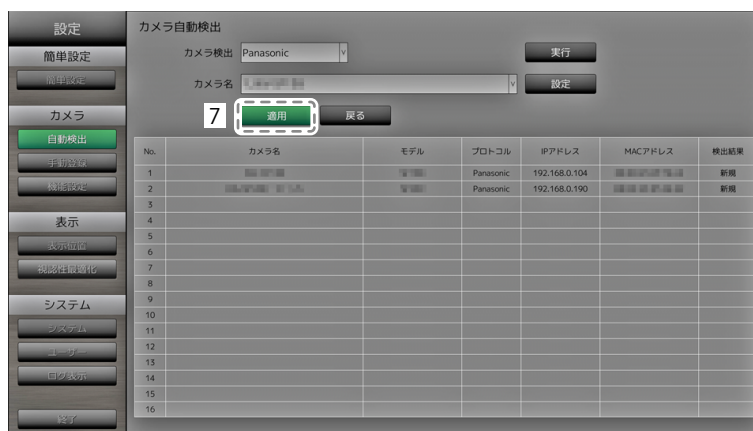 設定
簡単設定
簡単設定
カメラ
自動検出
手動登録
機能設定
表示
表示位置
視認性最適化
システム
システム
ユーザー
ログ表示
終了
カメラ自動検出
カメラ検出 Panasonic 実行
カメラ名 設定
7 適用 戻る
No. カメラ名 モデル プロトコル IPアドレス MACアドレス 検出結果
1 Panasonic 192.168.0.104 新規
2 Panasonic 192.168.0.190 新規
3
4
5
6
7
8
9
10
11
12
13
14
15
16